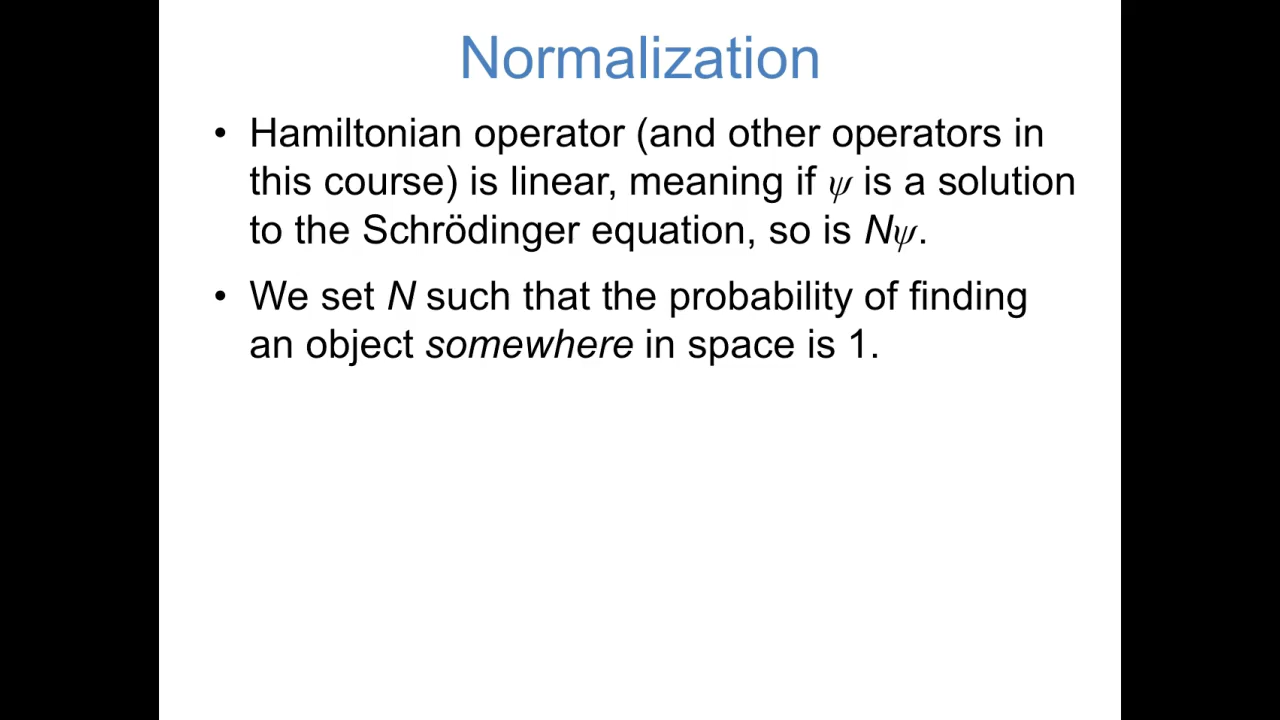 Normalization
• Hamiltonian operator (and other operators in
this course) is linear, meaning if ψ is a solution
to the Schrödinger equation, so is Nψ.
• We set N such that the probability of finding
an object somewhere in space is 1.